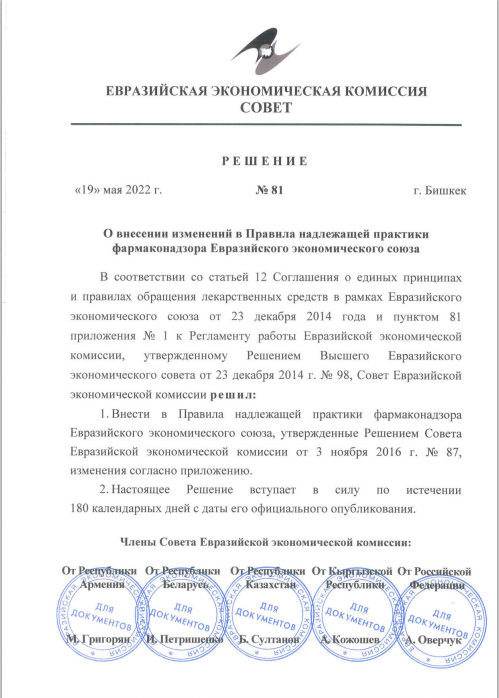 ЕВРАЗИЙСКАЯ ЭКОНОМИЧЕСКАЯ КОМИССИЯ
СОВЕТ
РЕШЕНИЕ
«19» мая 2022 г. № 81 г. Бишкек
О внесении изменений в Правила надлежащей практики
фармаконадзора Евразийского экономического союза
В соответствии со статьей 12 Соглашения о единых принципах
и правилах обращения лекарственных средств в рамках Евразийского
экономического союза от 23 декабря 2014 года и пунктом 81
приложения № 1 к Регламенту работы Евразийской экономической
комиссии, утвержденному Решением Высшего Евразийского
экономического совета от 23 декабря 2014 г. № 98, Совет Евразийской
экономической комиссии решил:
1. Внести в Правила надлежащей практики фармаконадзора
Евразийского экономического союза, утвержденные Решением Совета
Евразийской экономической комиссии от 3 ноября 2016 г. № 87,
изменения согласно приложению.
2. Настоящее Решение вступает в силу по истечении
180 календарных дней с даты его официального опубликования.
Члены Совета Евразийской экономической комиссии:
От Республики От Республики От Республики От Кыргызской От Российской
Армения Беларусь Казахстан Республики Федерации
ДЛЯ ДЛЯ ДЛЯ ДЛЯ ДЛЯ
ДОКУМЕНТОВ ДОКУМЕНТОВ ДОКУМЕНТОВ ДОКУМЕНТОВ ДОКУМЕНТОВ
М. Григорян И. Петришенко Б. Султанов А. Кожошев А. Оверчук